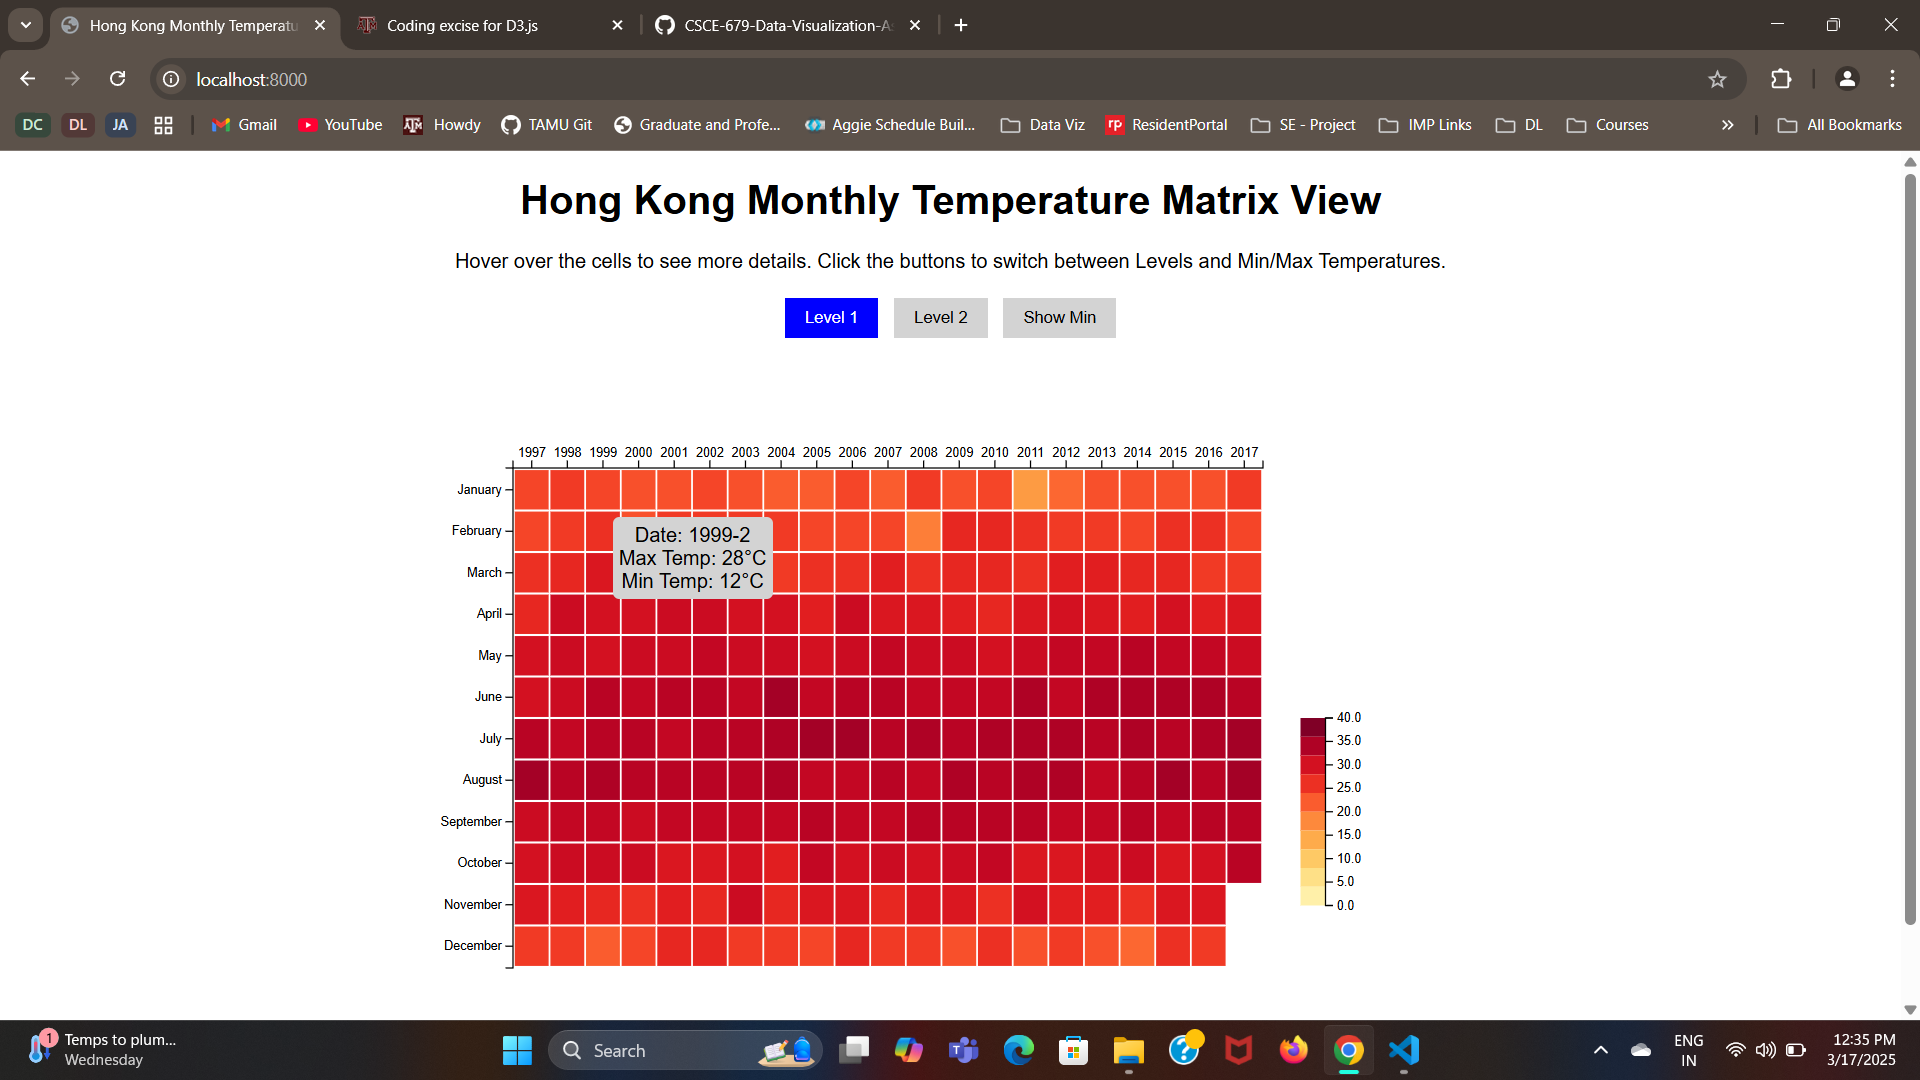 Hong Kong Monthly Temperatu
Coding excise for D3.js
CSCE-679-Data-Visualization-A
localhost:8000
DC
DL
JA
Gmail
YouTube
Howdy
TAMU Git
Graduate and Profe...
Aggie Schedule Buil...
Data Viz
rp
ResidentPortal
SE - Project
IMP Links
DL
Courses
»
All Bookmarks
Hong Kong Monthly Temperature Matrix View
Hover over the cells to see more details. Click the buttons to switch between Levels and Min/Max Temperatures.
Level 1
Level 2
Show Min
1997 1998 1999 2000 2001 2002 2003 2004 2005 2006 2007 2008 2009 2010 2011 2012 2013 2014 2015 2016 2017
January
February
March
April
May
June
July
August
September
October
November
December
Date: 1999-2
Max Temp: 28°C
Min Temp: 12°C
40.0
35.0
30.0
25.0
20.0
15.0
10.0
5.0
0.0
1
Temps to plum...
Wednesday
Search
ENG
IN
12:35 PM
3/17/2025